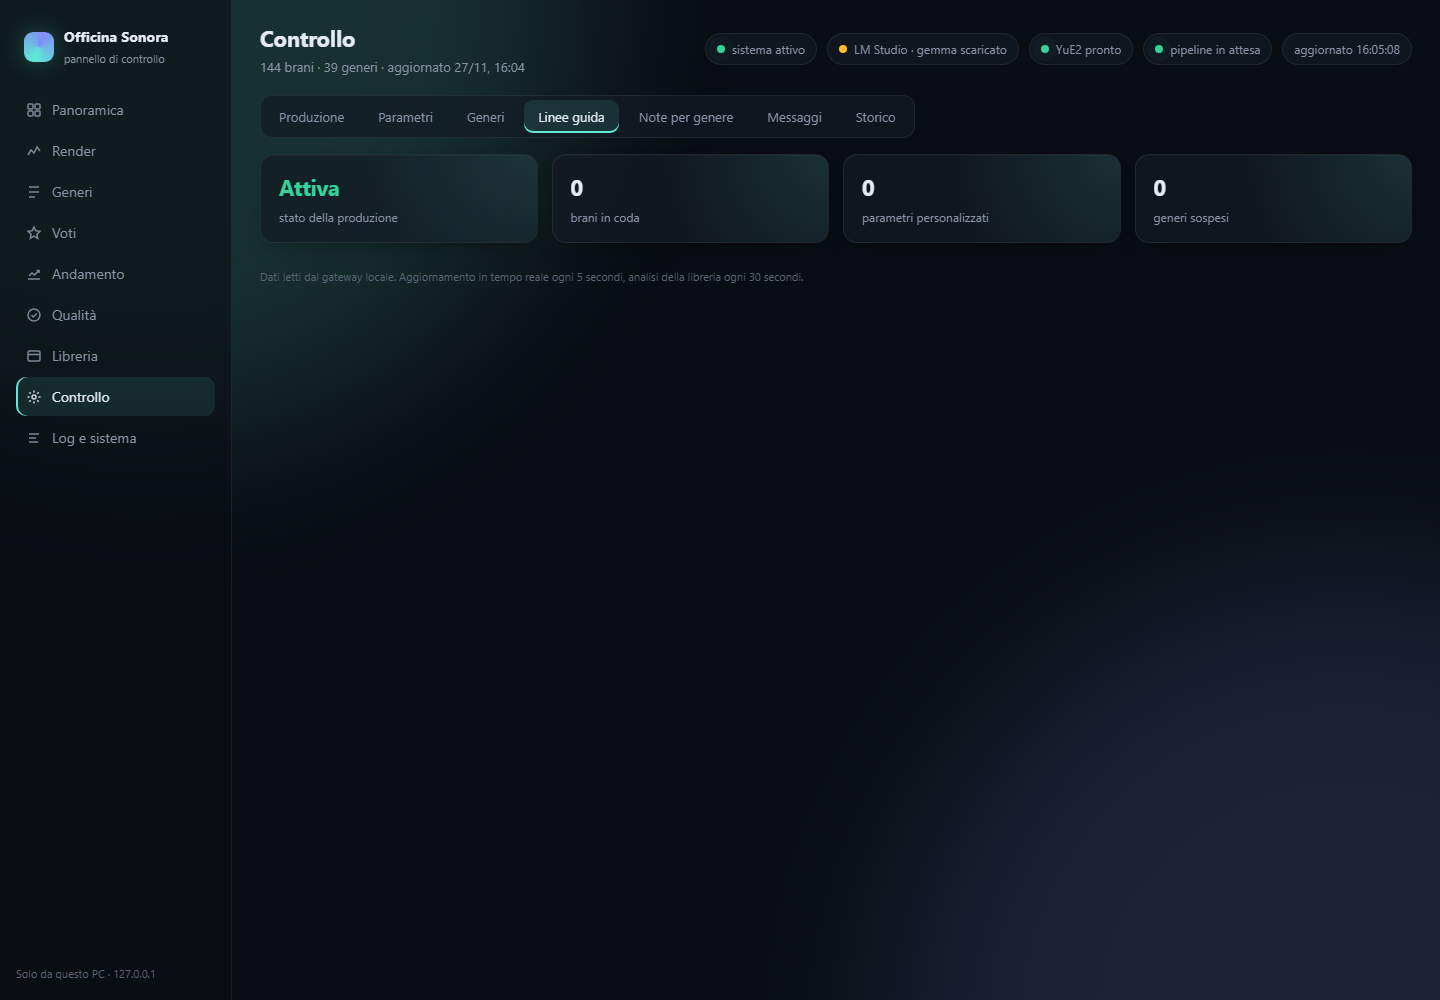 Officina Sonora
pannello di controllo
Panoramica
Render
Generi
Voti
Andamento
Qualità
Libreria
Controllo
Log e sistema
Solo da questo PC · 127.0.0.1
Controllo
144 brani · 39 generi · aggiornato 27/11, 16:04
sistema attivo
LM Studio · gemma scaricato
YuE2 pronto
pipeline in attesa
aggiornato 16:05:08
Produzione
Parametri
Generi
Linee guida
Note per genere
Messaggi
Storico
Attiva
stato della produzione
0
brani in coda
0
parametri personalizzati
0
generi sospesi
Dati letti dal gateway locale. Aggiornamento in tempo reale ogni 5 secondi, analisi della libreria ogni 30 secondi.